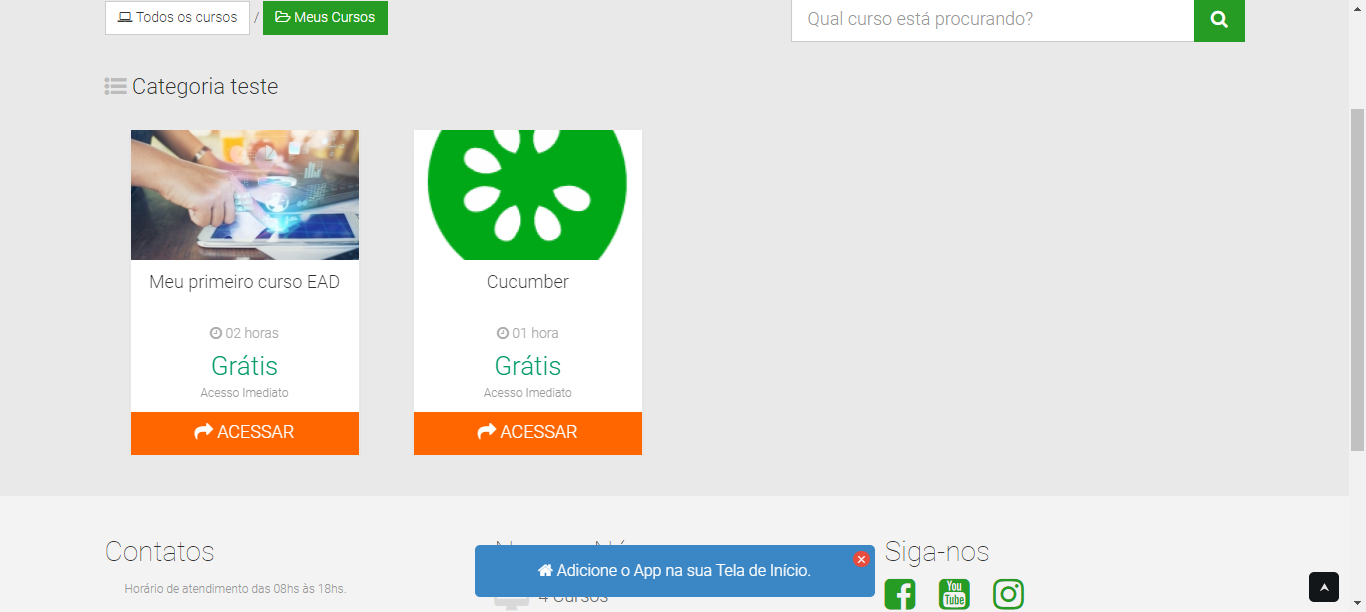 Todos os cursos / Meus Cursos
Qual curso está procurando?
Categoria teste
Meu primeiro curso EAD
02 horas
Grátis
Acesso Imediato
ACESSAR
Cucumber
01 hora
Grátis
Acesso Imediato
ACESSAR
Contatos
Horário de atendimento das 08hs às 18hs.
Adicione o App na sua Tela de Início.
4 Cursos
Siga-nos
You
Tube